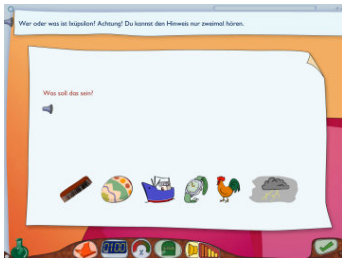 Wer oder was ist Ixüpsilon? Achtung! Du kannst den Hinweis nur zweimal hören.
Was soll das sein?